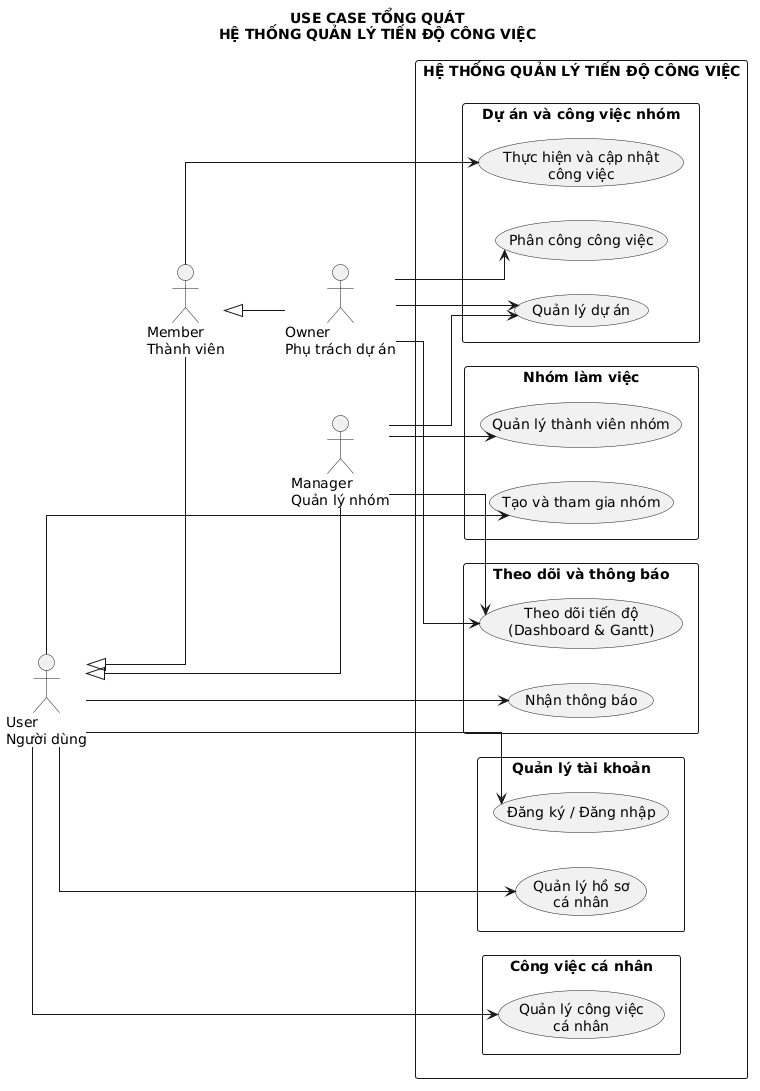 USE CASE TỔNG QUÁT
HỆ THỐNG QUẢN LÝ TIẾN ĐỘ CÔNG VIỆC
HỆ THỐNG QUẢN LÝ TIẾN ĐỘ CÔNG VIỆC
Dự án và công việc nhóm
Thực hiện và cập nhật
công việc
Phân công công việc
Quản lý dự án
Member
Thành viên
Owner
Phụ trách dự án
Nhóm làm việc
Quản lý thành viên nhóm
Tạo và tham gia nhóm
Manager
Quản lý nhóm
Theo dõi và thông báo
Theo dõi tiến độ
(Dashboard & Gantt)
Nhận thông báo
User
Người dùng
Quản lý tài khoản
Đăng ký / Đăng nhập
Quản lý hồ sơ
cá nhân
Công việc cá nhân
Quản lý công việc
cá nhân